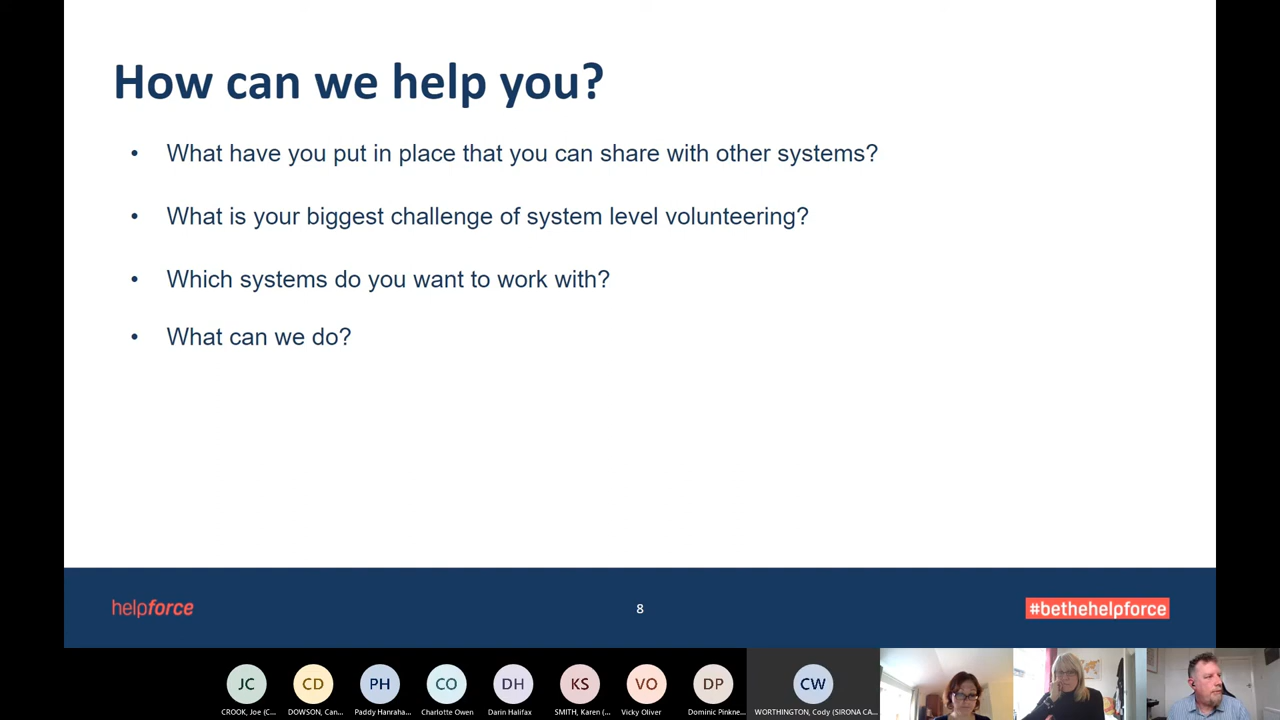 How can we help you?
• What have you put in place that you can share with other systems?
• What is your biggest challenge of system level volunteering?
• Which systems do you want to work with?
• What can we do?
helpforce
8
#bethehelpforce
JC
CD
PH
CO
DH
KS
VO
DP
CW
CROOK, Joe (C...
DOWSON, Can...
Paddy Hanraha...
Charlotte Owen
Darin Halifax
SMITH, Karen (...
Vicky Oliver
Dominic Pinkne...
WORTHINGTON, Cody (SIRONA CA...